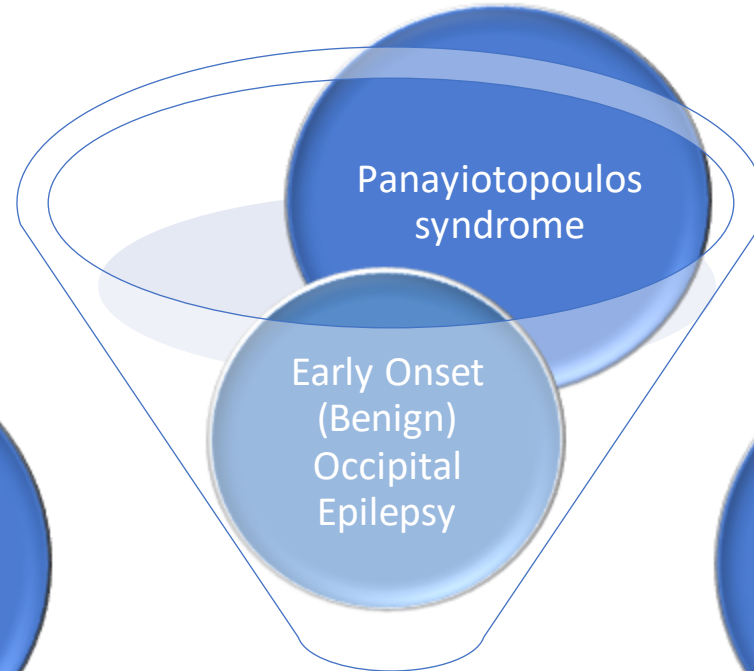 Panayiotopoulos
syndrome
Early Onset
(Benign)
Occipital
Epilepsy